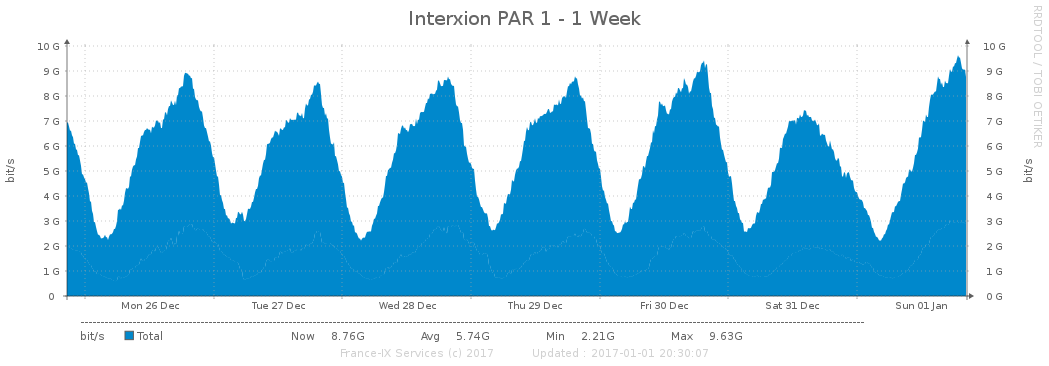 Interxion PAR 1 - 1 Week
RRDTOOL / TOBI OETIKER
10 G 10 G
9 G 9 G
8 G 8 G
7 G 7 G
6 G 6 G
5 G 5 G
4 G 4 G
3 G 3 G
2 G 2 G
1 G 1 G
0 0 G
bit/s bit/s
Mon 26 Dec Tue 27 Dec Wed 28 Dec Thu 29 Dec Fri 30 Dec Sat 31 Dec Sun 01 Jan
bit/s Total Now 8.76G Avg 5.74G Min 2.21G Max 9.63G
France-IX Services (c) 2017 Updated : 2017-01-01 20:30:07